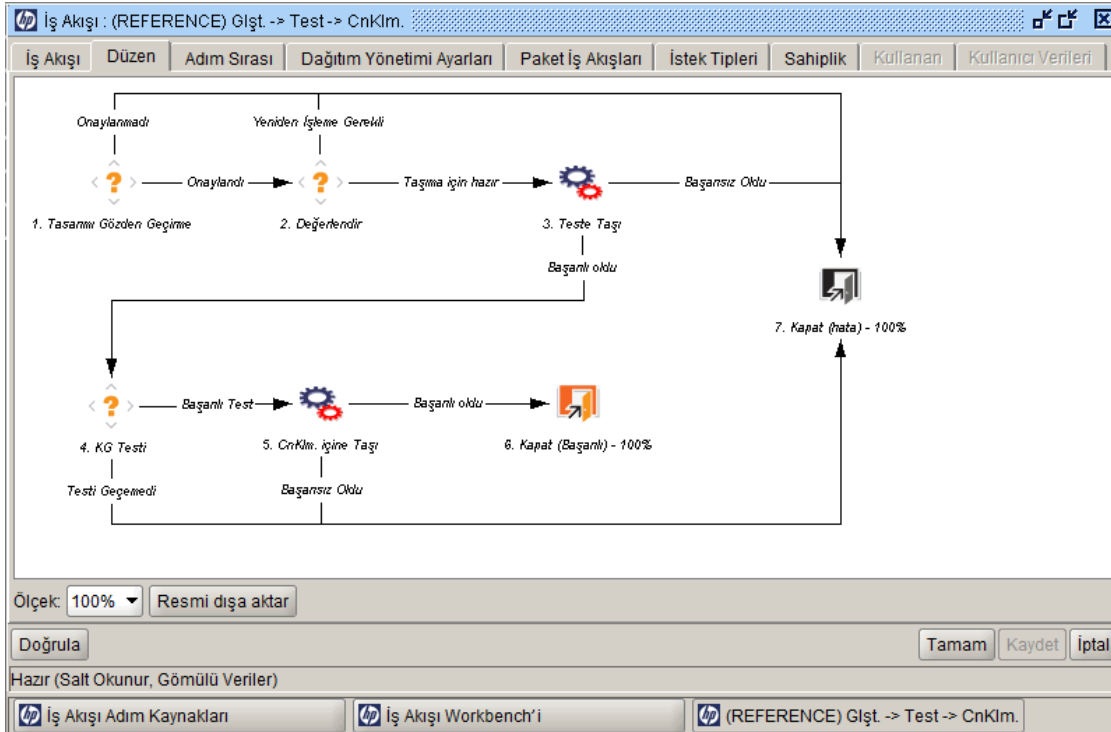 İş Akışı : (REFERENCE) Glşt. -> Test -> CnKlm.
İş Akışı Düzen Adım Sırası Dağıtım Yönetimi Ayarları Paket İş Akışları İstek Tipleri Sahiplik Kullanan Kullanıcı Verileri
Onaylanmadı Yeniden İşleme Gerekli
Onaylandı Taşıma için hazır Başarısız Oldu
1. Tasarımı Gözden Geçirme 2. Değerlendir 3. Teste Taşı
Başarılı oldu
7. Kapat (hata) - 100%
Başarılı Test Başarılı oldu
4. KG Testi 5. CnKlm. içine Taşı 6. Kapat (Başarılı) - 100%
Testi Geçemedi Başarısız Oldu
Ölçek: 100% Resmi dışa aktar
Doğrula Tamam Kaydet İptal
Hazır (Salt Okunur, Gömülü Veriler)
hp İş Akışı Adım Kaynakları hp İş Akışı Workbench'i hp (REFERENCE) Glşt. -> Test -> CnKlm.